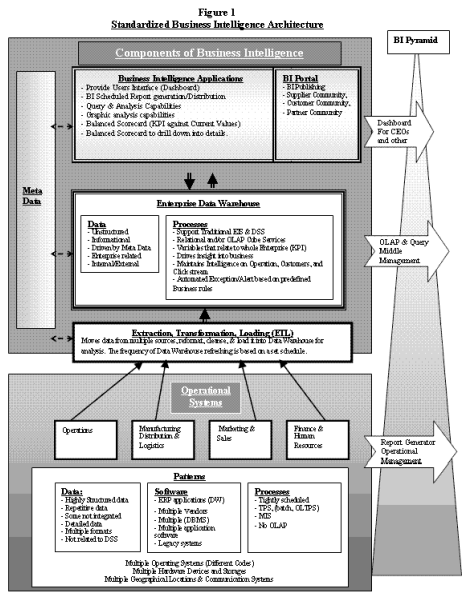 Figure 1
Standardized Business Intelligence Architecture
Components of Business Intelligence
BI Pyramid
Meta
Data
Business Intelligence Applications
- Provide Users Interface (Dashboard)
- BI Scheduled Report generation/Distribution
- Query & Analysis Capabilities
- Graphic analysis capabilities
- Balanced Scorecard (KPI against Current Values)
- Balanced Scorecard to drill down into details.
BI Portal
- BI Publishing
- Supplier Community,
- Customer Community,
- Partner Community
Dashboard
For CEOs
and other
Enterprise Data Warehouse
Data
- Unstructured
- Informational
- Driven by Meta Data
- Enterprise related
- Internal/External
Processes
- Support Traditional EIS & DSS
- Relational and/or OLAP Cube Services
- Variables that relate to whole Enterprise (KPI)
- Drives insight into business
- Maintains Intelligence on Operation, Customers, and
Click stream
- Automated Exception/Alert based on predefined
Business rules
OLAP & Query
Middle
Management
Extraction, Transformation, Loading (ETL)
Moves data from multiple sources, reformat, cleanse, & load it into Data Warehouse for
analysis. The frequency of Data Warehouse refreshing is based on a set schedule.
Operational
Systems
Operations
Manufacturing
Distribution &
Logistics
Marketing &
Sales
Finance &
Human
Resources
Report Generator
Operational
Management
Patterns
Data:
- Highly Structured data
- Repetitive data
- Some not integrated
- Detailed data
- Multiple formats
- Not related to DSS
Software
- ERP applications (DW)
- Multiple Vendors
- Multiple (DBMS)
- Multiple application
software
- Legacy systems
Processes
- Tightly scheduled
- TPS, (batch, OLTPS)
- MIS
- No OLAP
Multiple Operating Systems (Different Codes)
Multiple Hardware Devices and Storages
Multiple Geographical Locations & Communication Systems